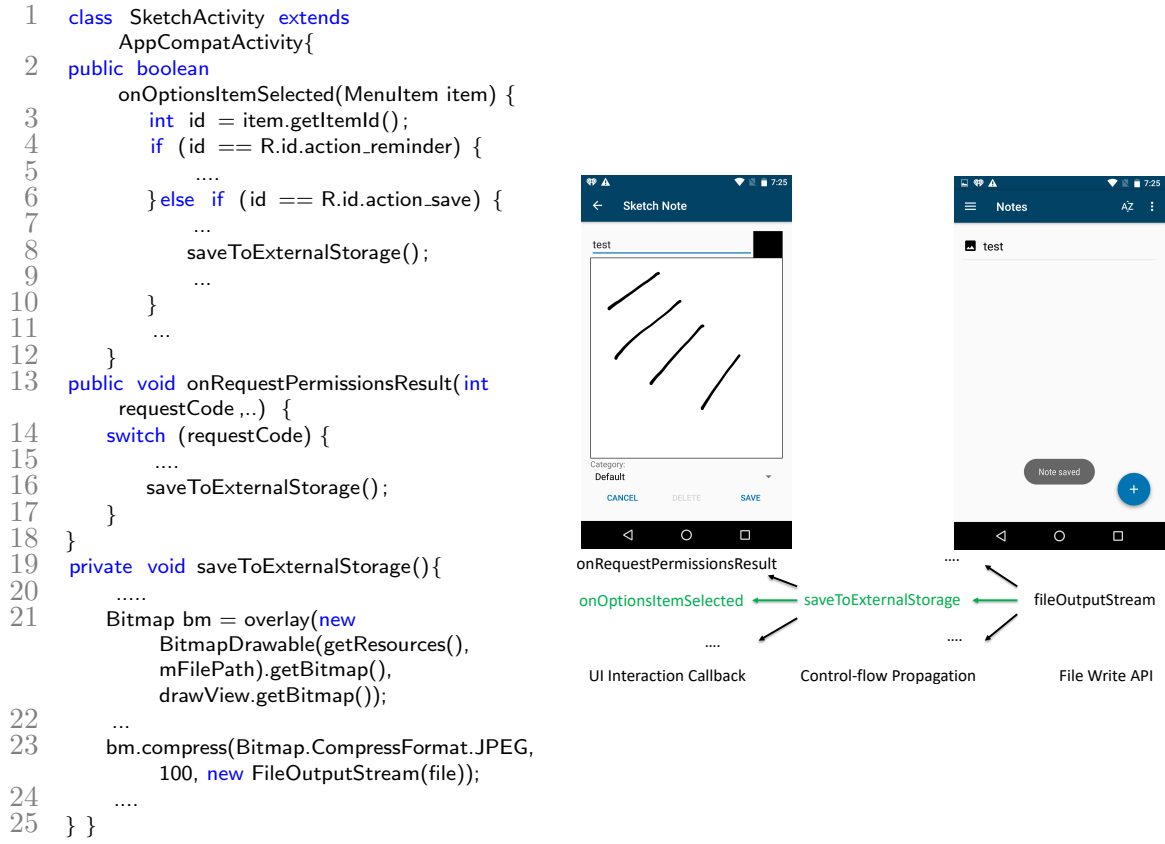 1 class SketchActivity extends
AppCompatActivity{
2 public boolean
onOptionsItemSelected(MenuItem item) {
3 int id = item.getItemId();
4 if (id == R.id.action_reminder) {
5 ....
6 }else if (id == R.id.action_save) {
7 ...
8 saveToExternalStorage();
9 ...
10 }
11 ...
12 }
13 public void onRequestPermissionsResult(int
requestCode,..) {
14 switch (requestCode) {
15 ....
16 saveToExternalStorage();
17 }
18 }
19 private void saveToExternalStorage(){
20 .....
21 Bitmap bm = overlay(new
BitmapDrawable(getResources(),
mFilePath).getBitmap(),
drawView.getBitmap());
22 ...
23 bm.compress(Bitmap.CompressFormat.JPEG,
100, new FileOutputStream(file));
24 ....
25 } }
7:25
Sketch Note
test
Category:
Default
CANCEL DELETE SAVE
7:25
Notes AZ
test
Note saved
+
onRequestPermissionsResult ....
onOptionsItemSelected saveToExternalStorage fileOutputStream
.... ....
UI Interaction Callback Control-flow Propagation File Write API